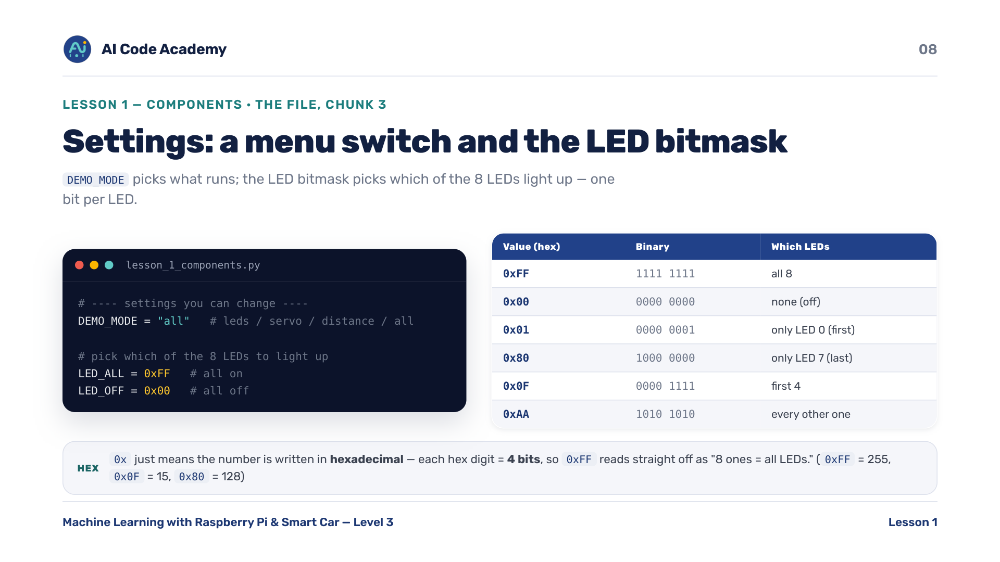 AI Code Academy
08
LESSON 1 — COMPONENTS • THE FILE, CHUNK 3
Settings: a menu switch and the LED bitmask
DEMO_MODE picks what runs; the LED bitmask picks which of the 8 LEDs light up — one
bit per LED.
lesson_1_components.py
# ---- settings you can change ----
DEMO_MODE = "all"   # leds / servo / distance / all
# pick which of the 8 LEDs to light up
LED_ALL = 0xFF   # all on
LED_OFF = 0x00   # all off
Value (hex) Binary Which LEDs
0xFF 1111 1111 all 8
0x00 0000 0000 none (off)
0x01 0000 0001 only LED 0 (first)
0x80 1000 0000 only LED 7 (last)
0x0F 0000 1111 first 4
0xAA 1010 1010 every other one
HEX
0x just means the number is written in hexadecimal — each hex digit = 4 bits, so 0xFF reads straight off as "8 ones = all LEDs." ( 0xFF = 255,
0x0F = 15, 0x80 = 128)
Machine Learning with Raspberry Pi & Smart Car — Level 3
Lesson 1